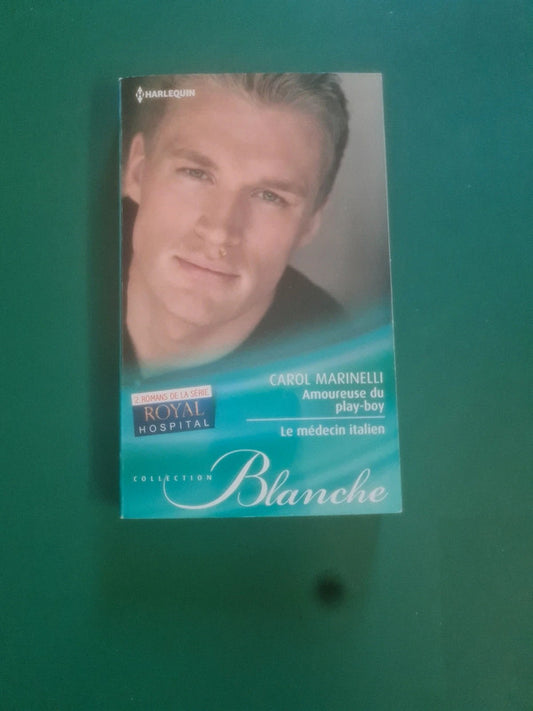 HARLEQUIN
CAROL MARINELLI
Amoureuse du
play-boy
Le médecin italien
2 ROMANS DE LA SÉRIE
ROYAL
HOSPITAL
COLLECTION
Blanche